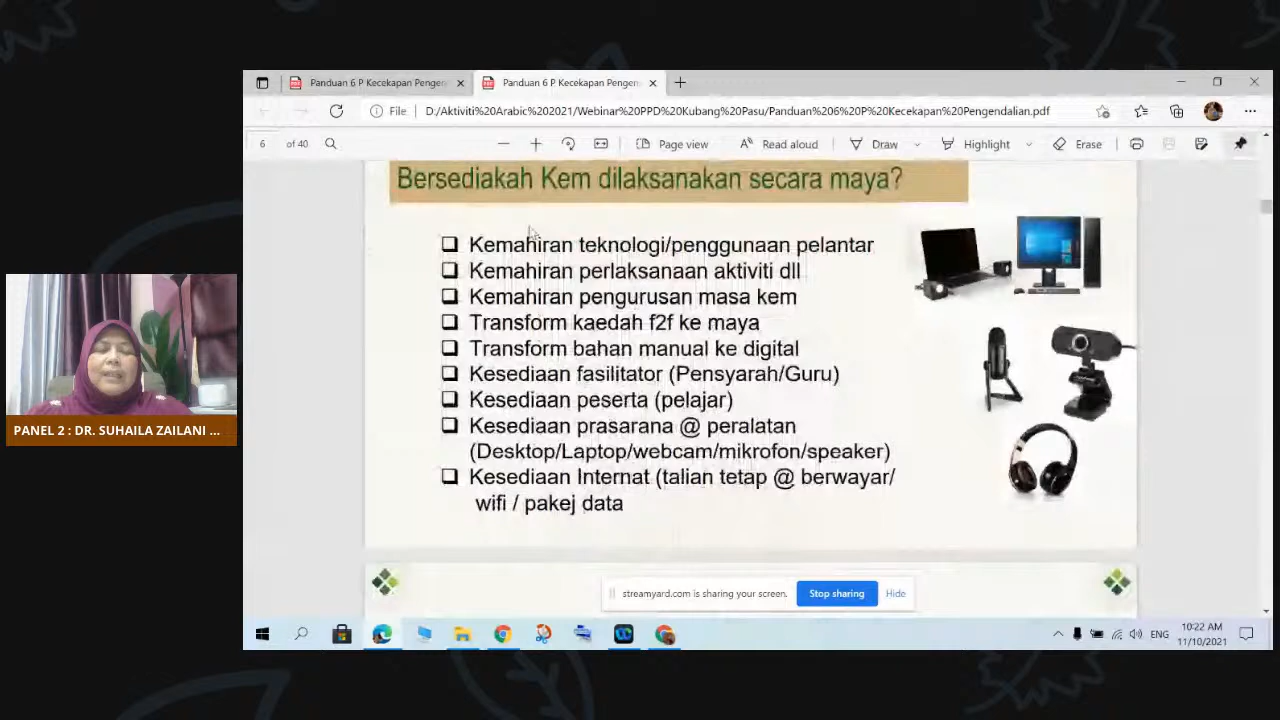 Panduan 6 P Kecekapan Pengen
Panduan 6 P Kecekapan Pengen
File
D:/Aktiviti%20Arabic%202021/Webinar%20PPD%20Kubang%20Pasu/Panduan%206%20P%20Kecekapan%20Pengendalian.pdf
6 of 40
Page view
Read aloud
Draw
Highlight
Erase
Bersediakah Kem dilaksanakan secara maya?
Kemahiran teknologi/penggunaan pelantar
Kemahiran perlaksanaan aktiviti dll
Kemahiran pengurusan masa kem
Transform kaedah f2f ke maya
Transform bahan manual ke digital
Kesediaan fasilitator (Pensyarah/Guru)
Kesediaan peserta (pelajar)
Kesediaan prasarana @ peralatan
(Desktop/Laptop/webcam/mikrofon/speaker)
Kesediaan Internat (talian tetap @ berwayar/
wifi / pakej data
PANEL 2 : DR. SUHAILA ZAILANI ...
streamyard.com is sharing your screen.
Stop sharing
Hide
ENG
10:22 AM
11/10/2021